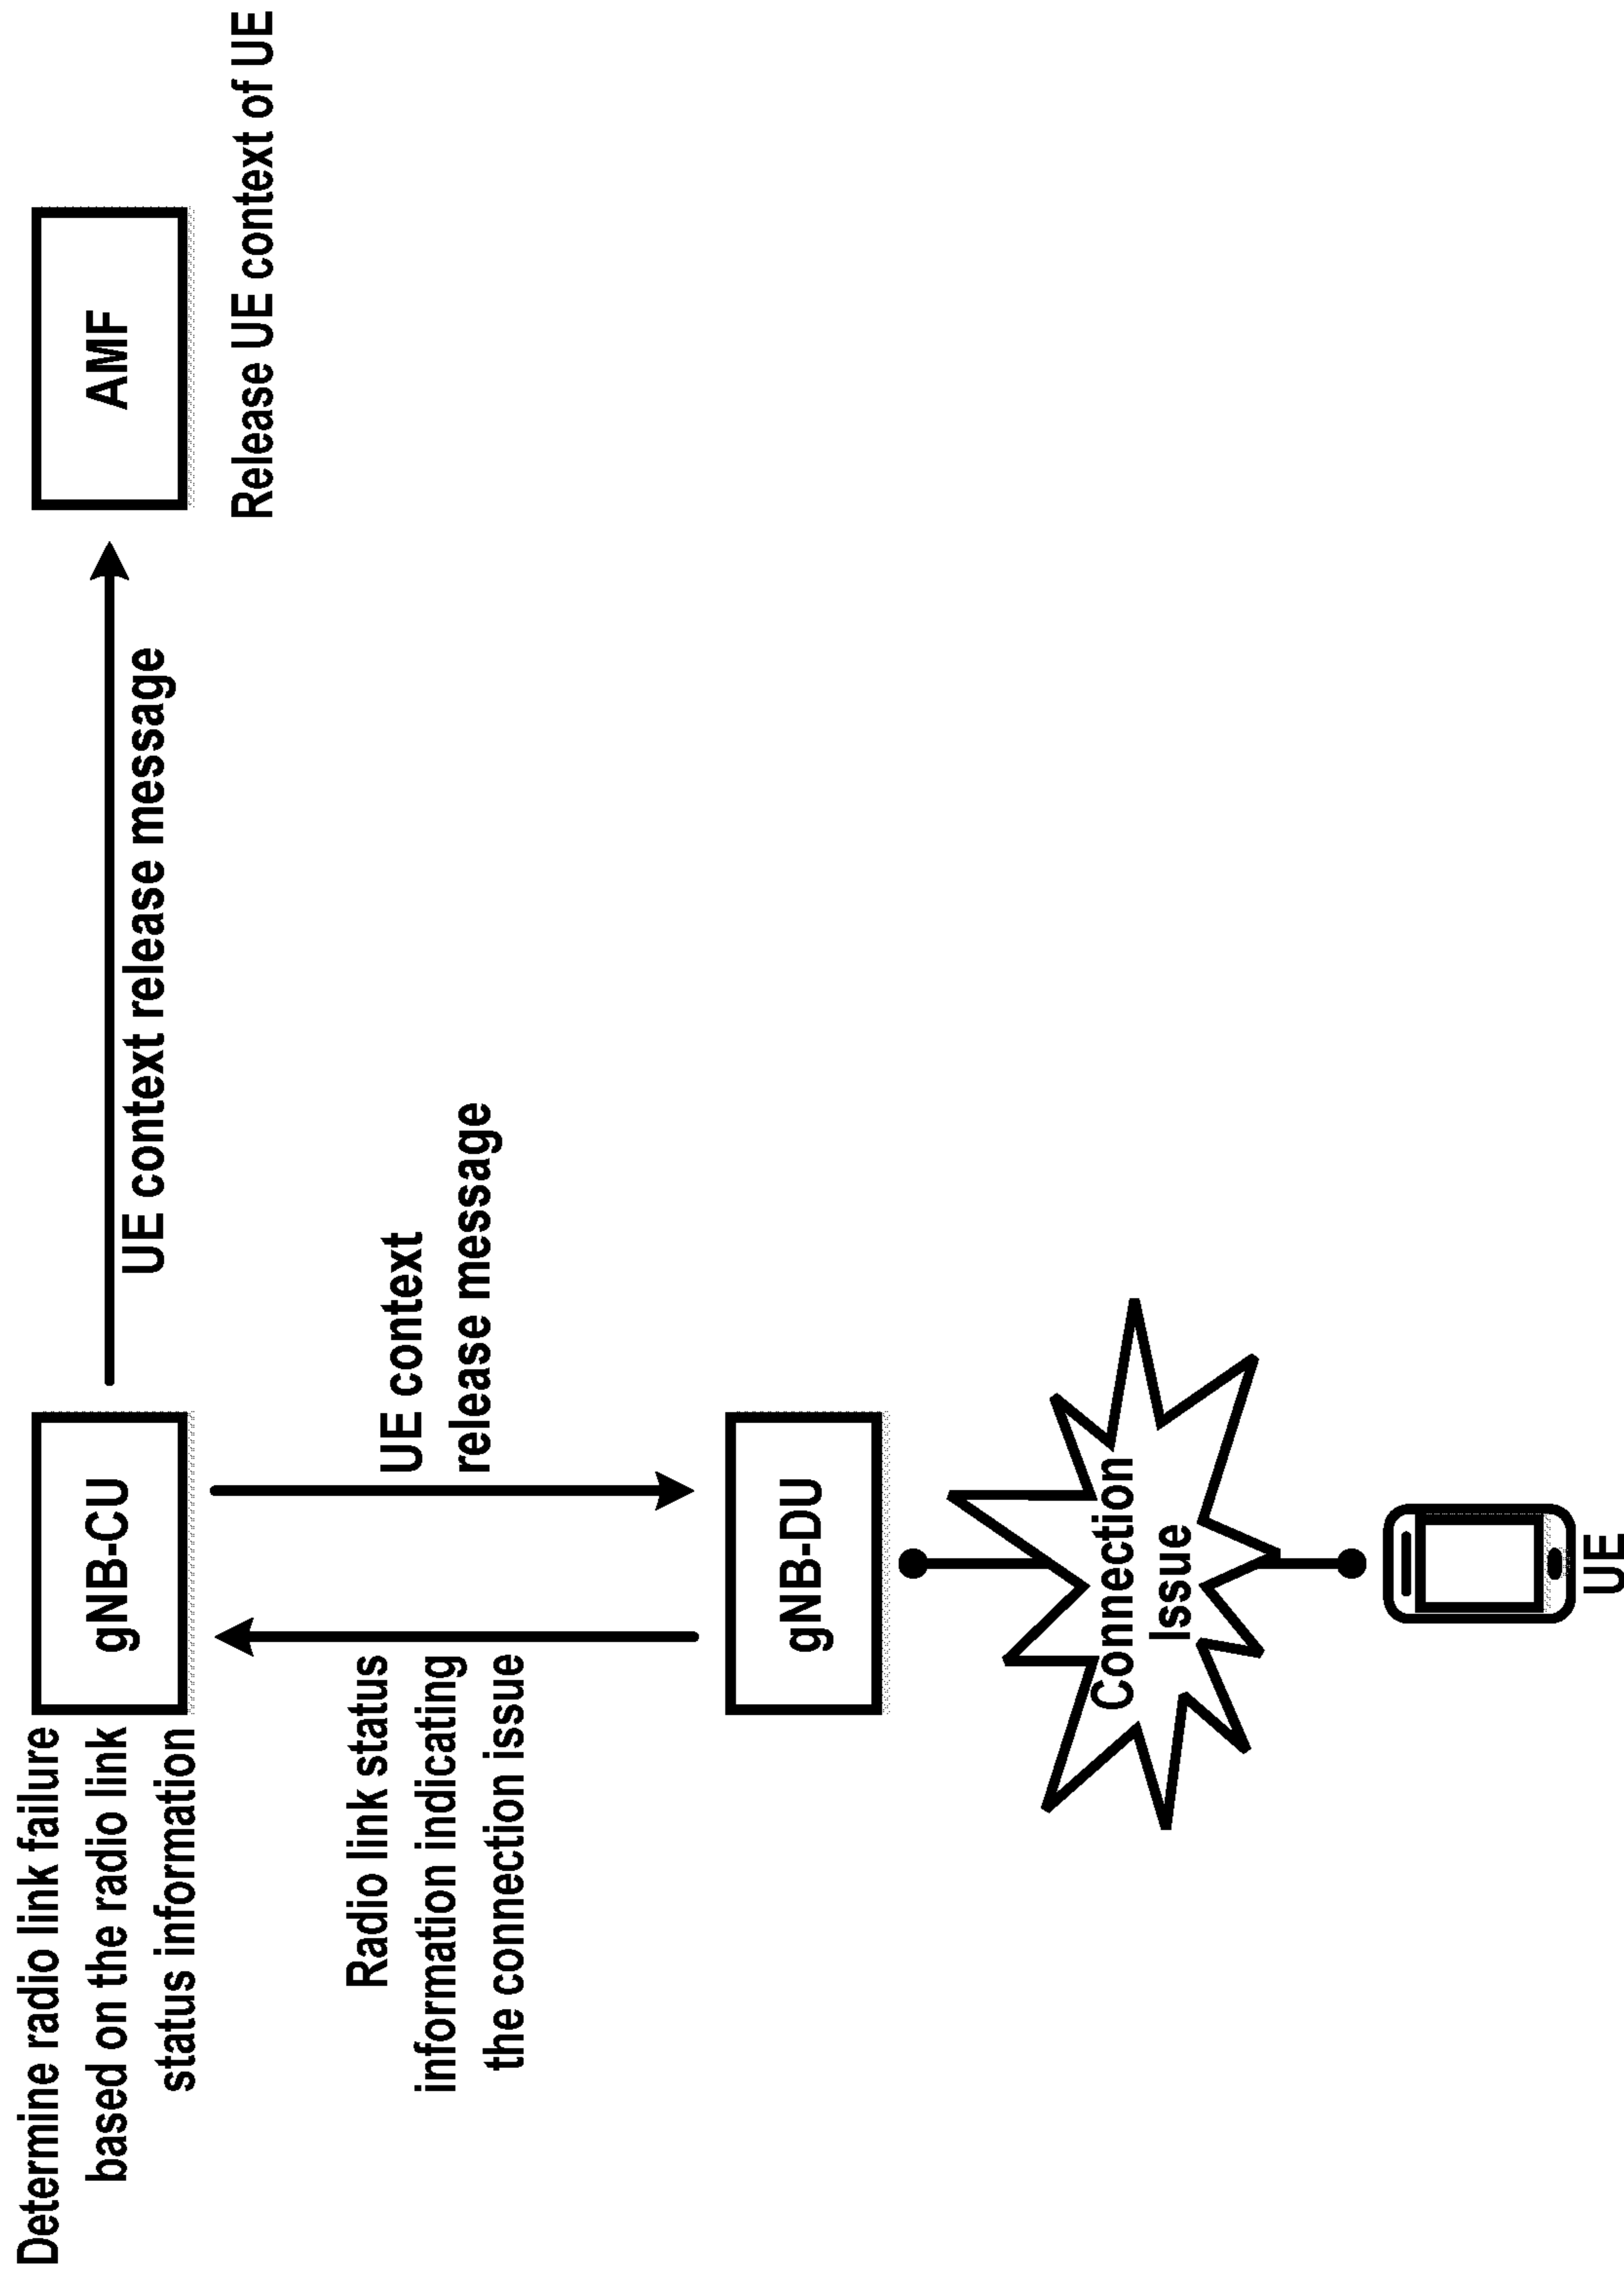 Determine radio link failure
based on the radio link
status information
gNB-CU
UE context release message
AMF
Release UE context of UE
Radio link status
information indicating
the connection issue
UE context
release message
gNB-DU
Connection
Issue
UE